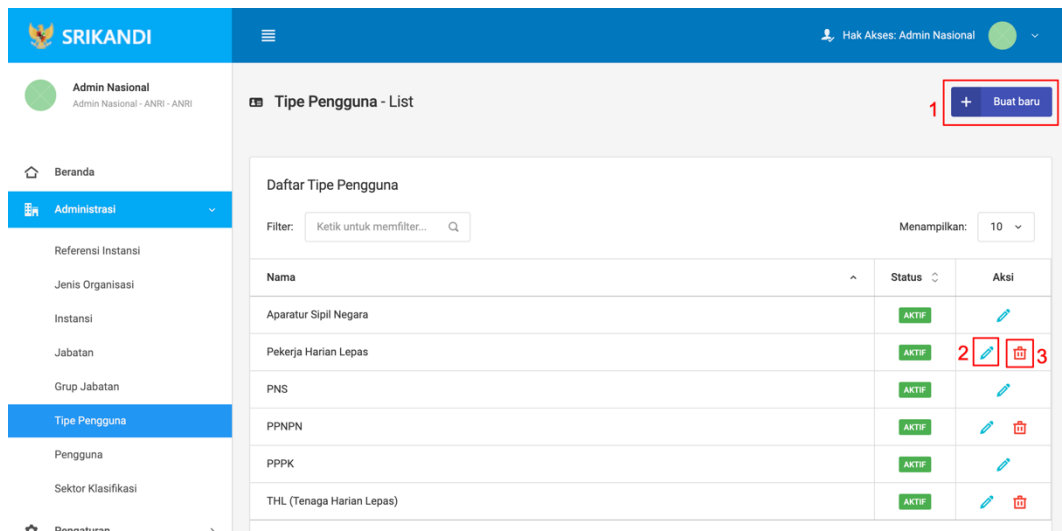 SRIKANDI
Hak Akses: Admin Nasional
Admin Nasional
Admin Nasional - ANRI - ANRI
Tipe Pengguna - List
1
+ Buat baru
Beranda
Administrasi
Referensi Instansi
Jenis Organisasi
Instansi
Jabatan
Grup Jabatan
Tipe Pengguna
Pengguna
Sektor Klasifikasi
Pengaturan
Daftar Tipe Pengguna
Filter: Ketik untuk memfilter... Menampilkan: 10
Nama Status Aksi
Aparatur Sipil Negara AKTIF
Pekerja Harian Lepas AKTIF 2 3
PNS AKTIF
PPNPN AKTIF
PPPK AKTIF
THL (Tenaga Harian Lepas) AKTIF